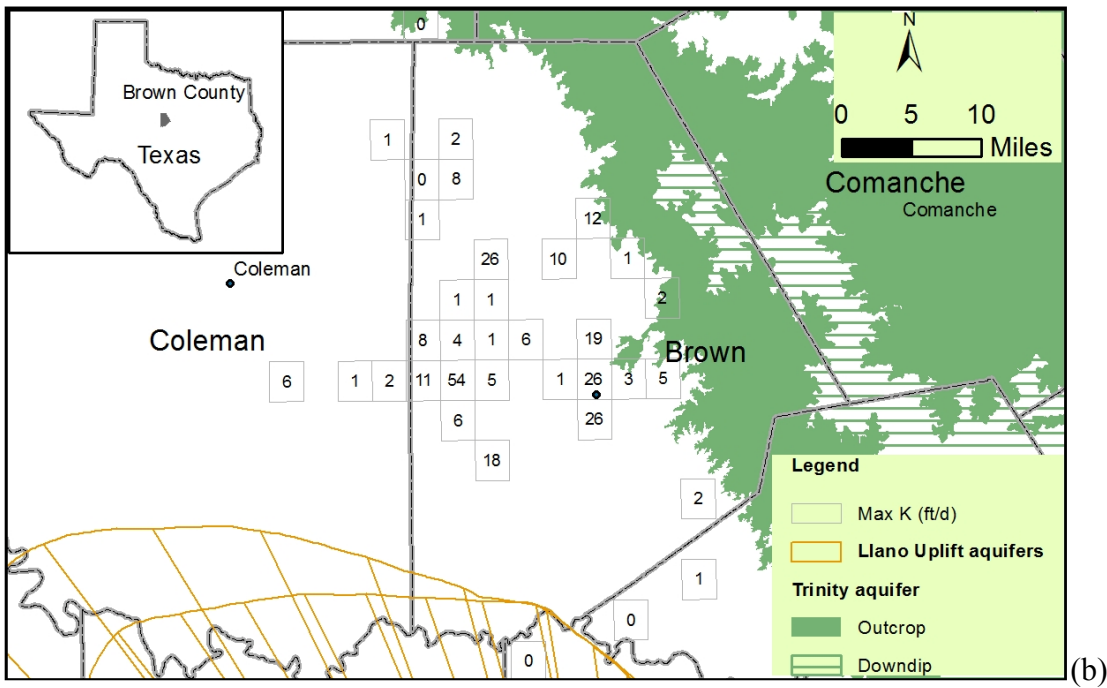 0
N
Brown County
Texas
0 5 10
Miles
1 2
0 8
1
12
Comanche
Comanche
26 10 1
Coleman
1 1 2
Coleman
8 4 1 6 19
Brown
6 1 2 11 54 5 1 26 3 5
6 26
18
2
1
0
0
Legend
Max K (ft/d)
Llano Uplift aquifers
Trinity aquifer
Outcrop
Downdip
(b)